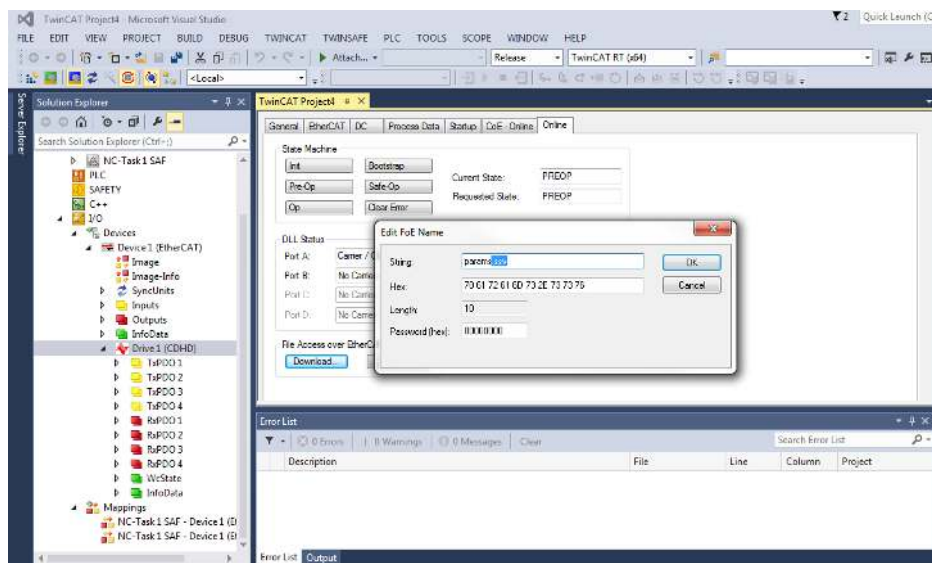 TwinCAT Project4 - Microsoft Visual Studio
2 Quick Launch (C
FILE EDIT VIEW PROJECT BUILD DEBUG TWINCAT TWINSAFE PLC TOOLS SCOPE WINDOW HELP
Attach... Release TwinCAT RT (x64)
<Local>
Server Explorer
Solution Explorer
Search Solution Explorer (Ctrl+;)
NC-Task 1 SAF
PLC
SAFETY
C++
I/O
Devices
Device 1 (EtherCAT)
Image
Image-Info
SyncUnits
Inputs
Outputs
InfoData
Drive 1 (CDHD)
TxPDO 1
TxPDO 2
TxPDO 3
TxPDO 4
RxPDO 1
RxPDO 2
RxPDO 3
RxPDO 4
WcState
InfoData
Mappings
NC-Task 1 SAF - Device 1 (E
NC-Task 1 SAF - Device 1 (E
TwinCAT Project4
General EtherCAT DC Process Data Startup CoE - Online Online
State Machine
Init Bootstrap
Pre-Op Safe-Op
Op Clear Error
Current State: PREOP
Requested State: PREOP
DLL Status
Port A: Carrier /
Port B: No Carrie
Port C: No Carrie
Port D: No Carrie
File Access over EtherC
Download...
Edit FoE Name
String: params.ssv
Hex: 70 61 72 61 6D 73 2E 73 73 76
Length: 10
Password (hex): 00000000
OK
Cancel
Error List
0 Errors 0 Warnings 0 Messages Clear
Search Error List
Description File Line Column Project
Error List Output